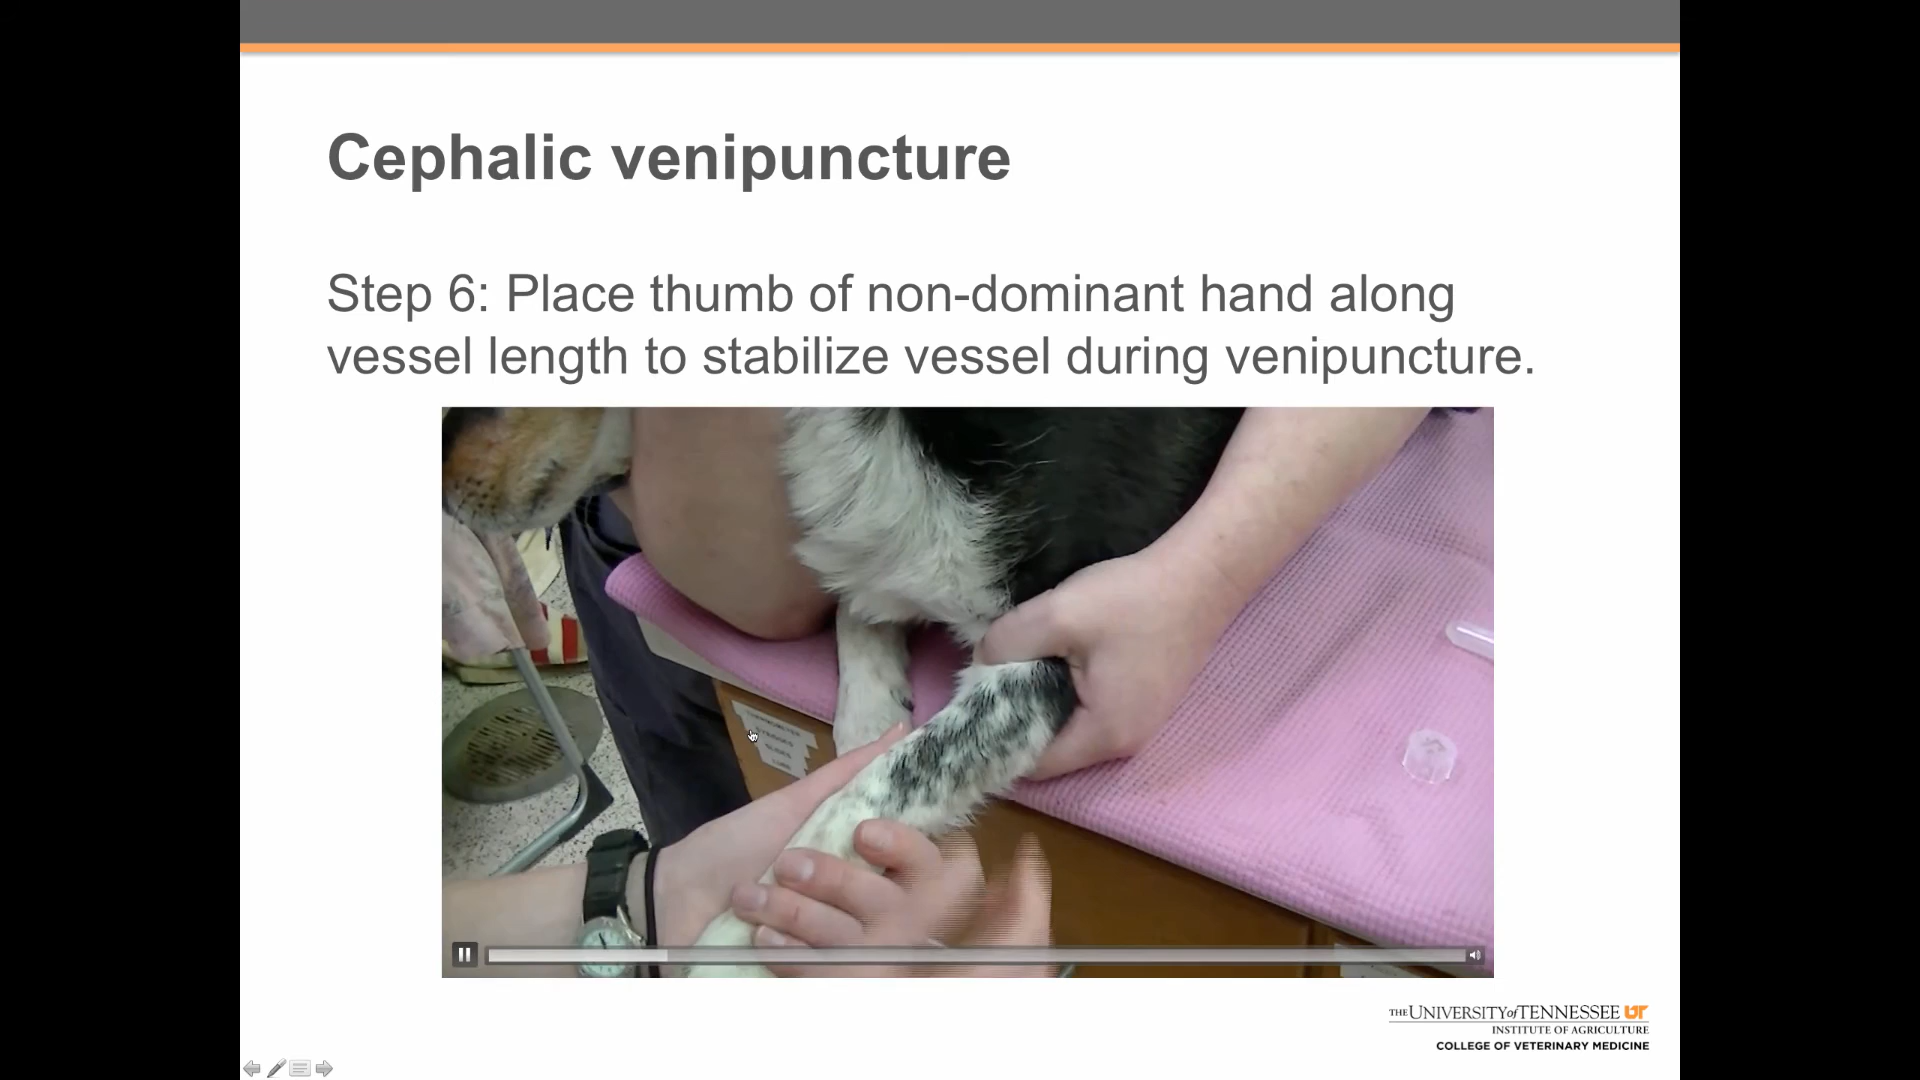 Cephalic venipuncture
Step 6: Place thumb of non-dominant hand along
vessel length to stabilize vessel during venipuncture.
THE UNIVERSITY of TENNESSEE UT
INSTITUTE OF AGRICULTURE
COLLEGE OF VETERINARY MEDICINE